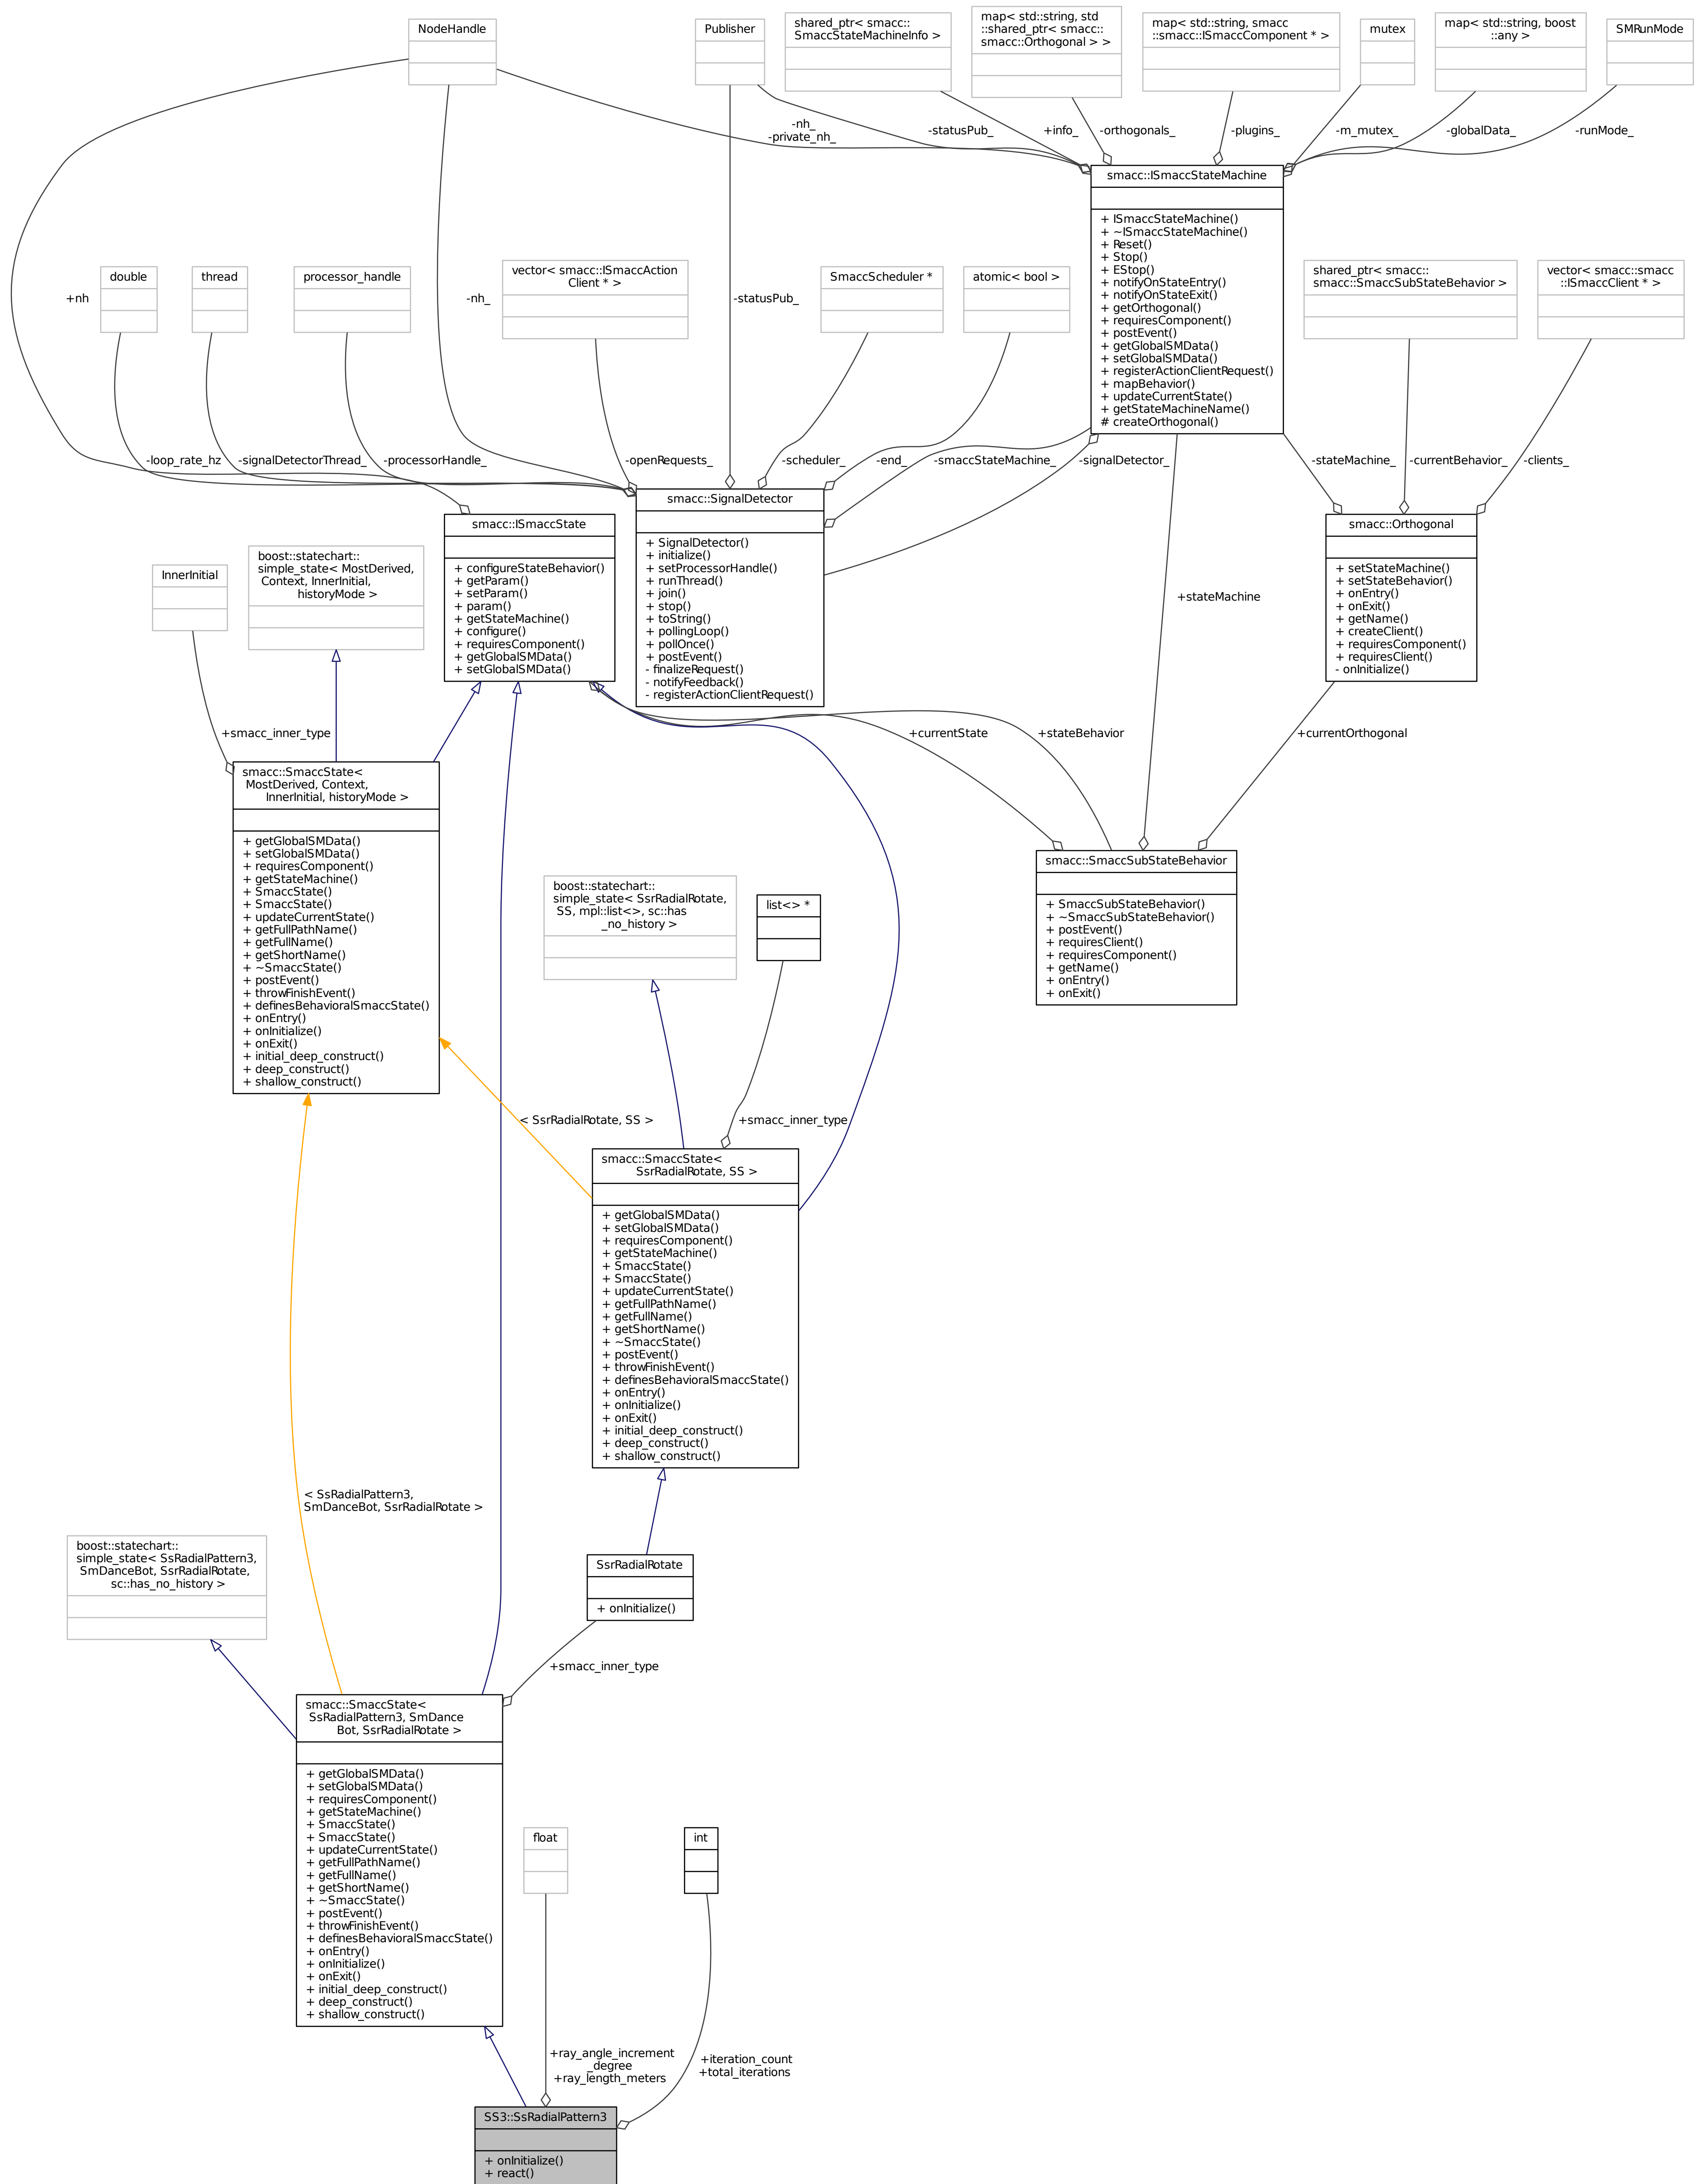 NodeHandle
Publisher
shared_ptr< smacc::
SmaccStateMachineInfo >
map< std::string, std
::shared_ptr< smacc::
smacc::Orthogonal > >
map< std::string, smacc
::smacc::ISmaccComponent * >
mutex
map< std::string, boost
::any >
SMRunMode
-nh_
-private_nh_
-statusPub_
+info_
-orthogonals_
-plugins_
-m_mutex_
-globalData_
-runMode_
smacc::ISmaccStateMachine
+ ISmaccStateMachine()
+ ~ISmaccStateMachine()
+ Reset()
+ Stop()
+ EStop()
+ notifyOnStateEntry()
+ notifyOnStateExit()
+ getOrthogonal()
+ requiresComponent()
+ postEvent()
+ getGlobalSMData()
+ setGlobalSMData()
+ registerActionClientRequest()
+ mapBehavior()
+ updateCurrentState()
+ getStateMachineName()
# createOrthogonal()
+nh
double
thread
processor_handle
-nh_
vector< smacc::ISmaccAction
Client * >
-statusPub_
SmaccScheduler *
atomic< bool >
shared_ptr< smacc::
smacc::SmaccSubStateBehavior >
vector< smacc::smacc
::ISmaccClient * >
-loop_rate_hz
-signalDetectorThread_
-processorHandle_
-openRequests_
-scheduler_
-end_
-smaccStateMachine_
-signalDetector_
-stateMachine_
-currentBehavior_
-clients_
smacc::SignalDetector
+ SignalDetector()
+ initialize()
+ setProcessorHandle()
+ runThread()
+ join()
+ stop()
+ toString()
+ pollingLoop()
+ pollOnce()
+ postEvent()
- finalizeRequest()
- notifyFeedback()
- registerActionClientRequest()
smacc::ISmaccState
+ configureStateBehavior()
+ getParam()
+ setParam()
+ param()
+ getStateMachine()
+ configure()
+ requiresComponent()
+ getGlobalSMData()
+ setGlobalSMData()
smacc::Orthogonal
+ setStateMachine()
+ setStateBehavior()
+ onEntry()
+ onExit()
+ getName()
+ createClient()
+ requiresComponent()
+ requiresClient()
- onInitialize()
InnerInitial
boost::statechart::
simple_state< MostDerived,
Context, InnerInitial,
historyMode >
+stateMachine
+smacc_inner_type
+currentState
+stateBehavior
+currentOrthogonal
smacc::SmaccState<
MostDerived, Context,
InnerInitial, historyMode >
+ getGlobalSMData()
+ setGlobalSMData()
+ requiresComponent()
+ getStateMachine()
+ SmaccState()
+ SmaccState()
+ updateCurrentState()
+ getFullPathName()
+ getFullName()
+ getShortName()
+ ~SmaccState()
+ postEvent()
+ throwFinishEvent()
+ definesBehavioralSmaccState()
+ onEntry()
+ onInitialize()
+ onExit()
+ initial_deep_construct()
+ deep_construct()
+ shallow_construct()
smacc::SmaccSubStateBehavior
+ SmaccSubStateBehavior()
+ ~SmaccSubStateBehavior()
+ postEvent()
+ requiresClient()
+ requiresComponent()
+ getName()
+ onEntry()
+ onExit()
boost::statechart::
simple_state< SsrRadialRotate,
SS, mpl::list<>, sc::has
_no_history >
list<> *
< SsrRadialRotate, SS >
+smacc_inner_type
smacc::SmaccState<
SsrRadialRotate, SS >
+ getGlobalSMData()
+ setGlobalSMData()
+ requiresComponent()
+ getStateMachine()
+ SmaccState()
+ SmaccState()
+ updateCurrentState()
+ getFullPathName()
+ getFullName()
+ getShortName()
+ ~SmaccState()
+ postEvent()
+ throwFinishEvent()
+ definesBehavioralSmaccState()
+ onEntry()
+ onInitialize()
+ onExit()
+ initial_deep_construct()
+ deep_construct()
+ shallow_construct()
< SsRadialPattern3,
SmDanceBot, SsrRadialRotate >
boost::statechart::
simple_state< SsRadialPattern3,
SmDanceBot, SsrRadialRotate,
sc::has_no_history >
SsrRadialRotate
+ onInitialize()
+smacc_inner_type
smacc::SmaccState<
SsRadialPattern3, SmDance
Bot, SsrRadialRotate >
+ getGlobalSMData()
+ setGlobalSMData()
+ requiresComponent()
+ getStateMachine()
+ SmaccState()
+ SmaccState()
+ updateCurrentState()
+ getFullPathName()
+ getFullName()
+ getShortName()
+ ~SmaccState()
+ postEvent()
+ throwFinishEvent()
+ definesBehavioralSmaccState()
+ onEntry()
+ onInitialize()
+ onExit()
+ initial_deep_construct()
+ deep_construct()
+ shallow_construct()
float
int
+ray_angle_increment
_degree
+ray_length_meters
+iteration_count
+total_iterations
SS3::SsRadialPattern3
+ onInitialize()
+ react()